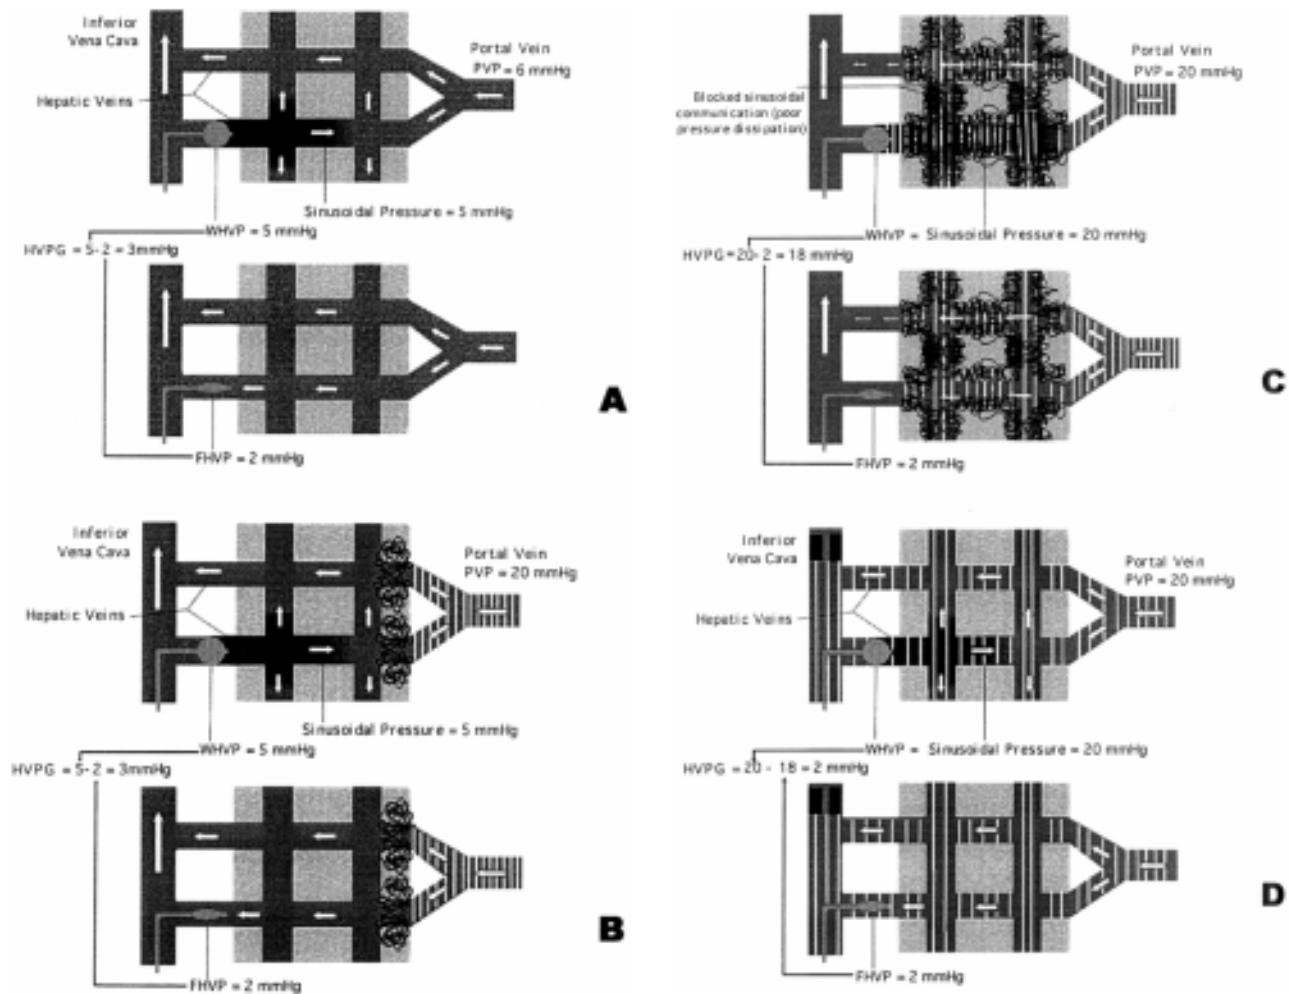 Inferior
Vena Cava
Portal Vein
PVP = 6 mmHg
Hepatic Veins
Sinusoidal Pressure = 5 mmHg
WHVP = 5 mmHg
HVPG = 5-2 = 3mmHg
FHVP = 2 mmHg
A
Portal Vein
PVP = 20 mmHg
Blocked sinusoidal
communication (poor
pressure dissipation)
WHVP = Sinusoidal Pressure = 20 mmHg
HVPG = 20-2 = 18 mmHg
FHVP = 2 mmHg
C
Inferior
Vena Cava
Portal Vein
PVP = 20 mmHg
Hepatic Veins
Sinusoidal Pressure = 5 mmHg
WHVP = 5 mmHg
HVPG = 5-2 = 3mmHg
FHVP = 2 mmHg
B
Inferior
Vena Cava
Portal Vein
PVP = 20 mmHg
Hepatic Veins
WHVP = Sinusoidal Pressure = 20 mmHg
HVPG = 20 - 18 = 2 mmHg
FHVP = 2 mmHg
D